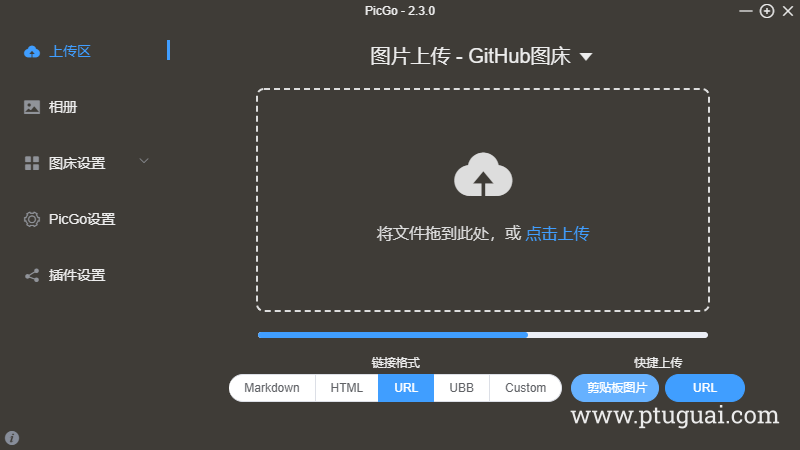 PicGo - 2.3.0
上传区
相册
图床设置
PicGo设置
插件设置
图片上传 - GitHub图床
将文件拖到此处，或 点击上传
链接格式
Markdown HTML URL UBB Custom
快捷上传
剪贴板图片 URL
www.ptuguai.com